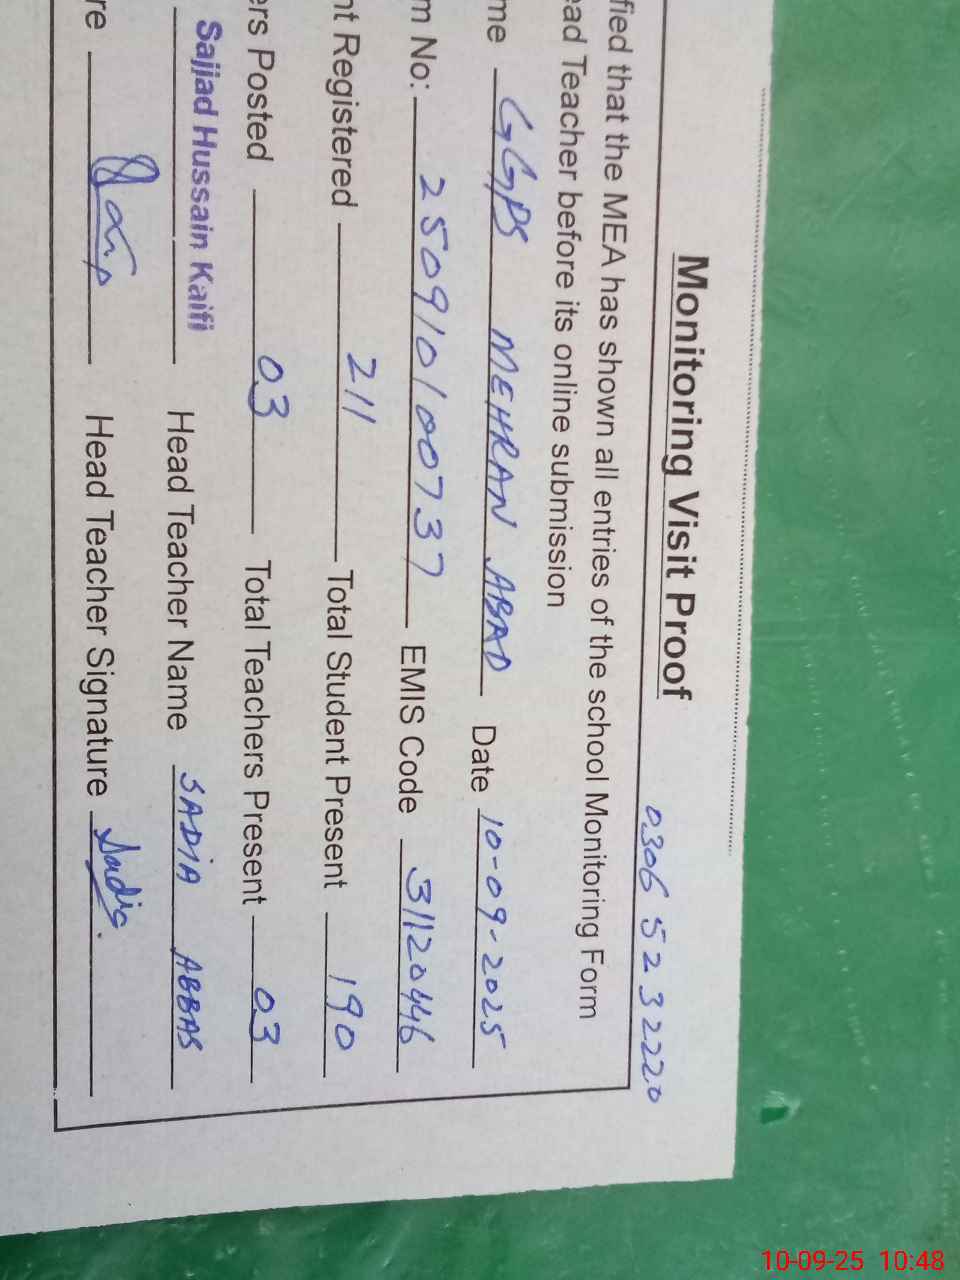 Monitoring Visit Proof
0306 5232220
fied that the MEA has shown all entries of the school Monitoring Form
ead Teacher before its online submission
me GGPS MEHRAN ABAD Date 10-09-2025
m No: 250910100737 EMIS Code 31120446
nt Registered 211 Total Student Present 190
ers Posted 03 Total Teachers Present 03
Sajjad Hussain Kaifi Head Teacher Name SADIA ABBAS
re Head Teacher Signature Sadia.
10-09-25 10:48